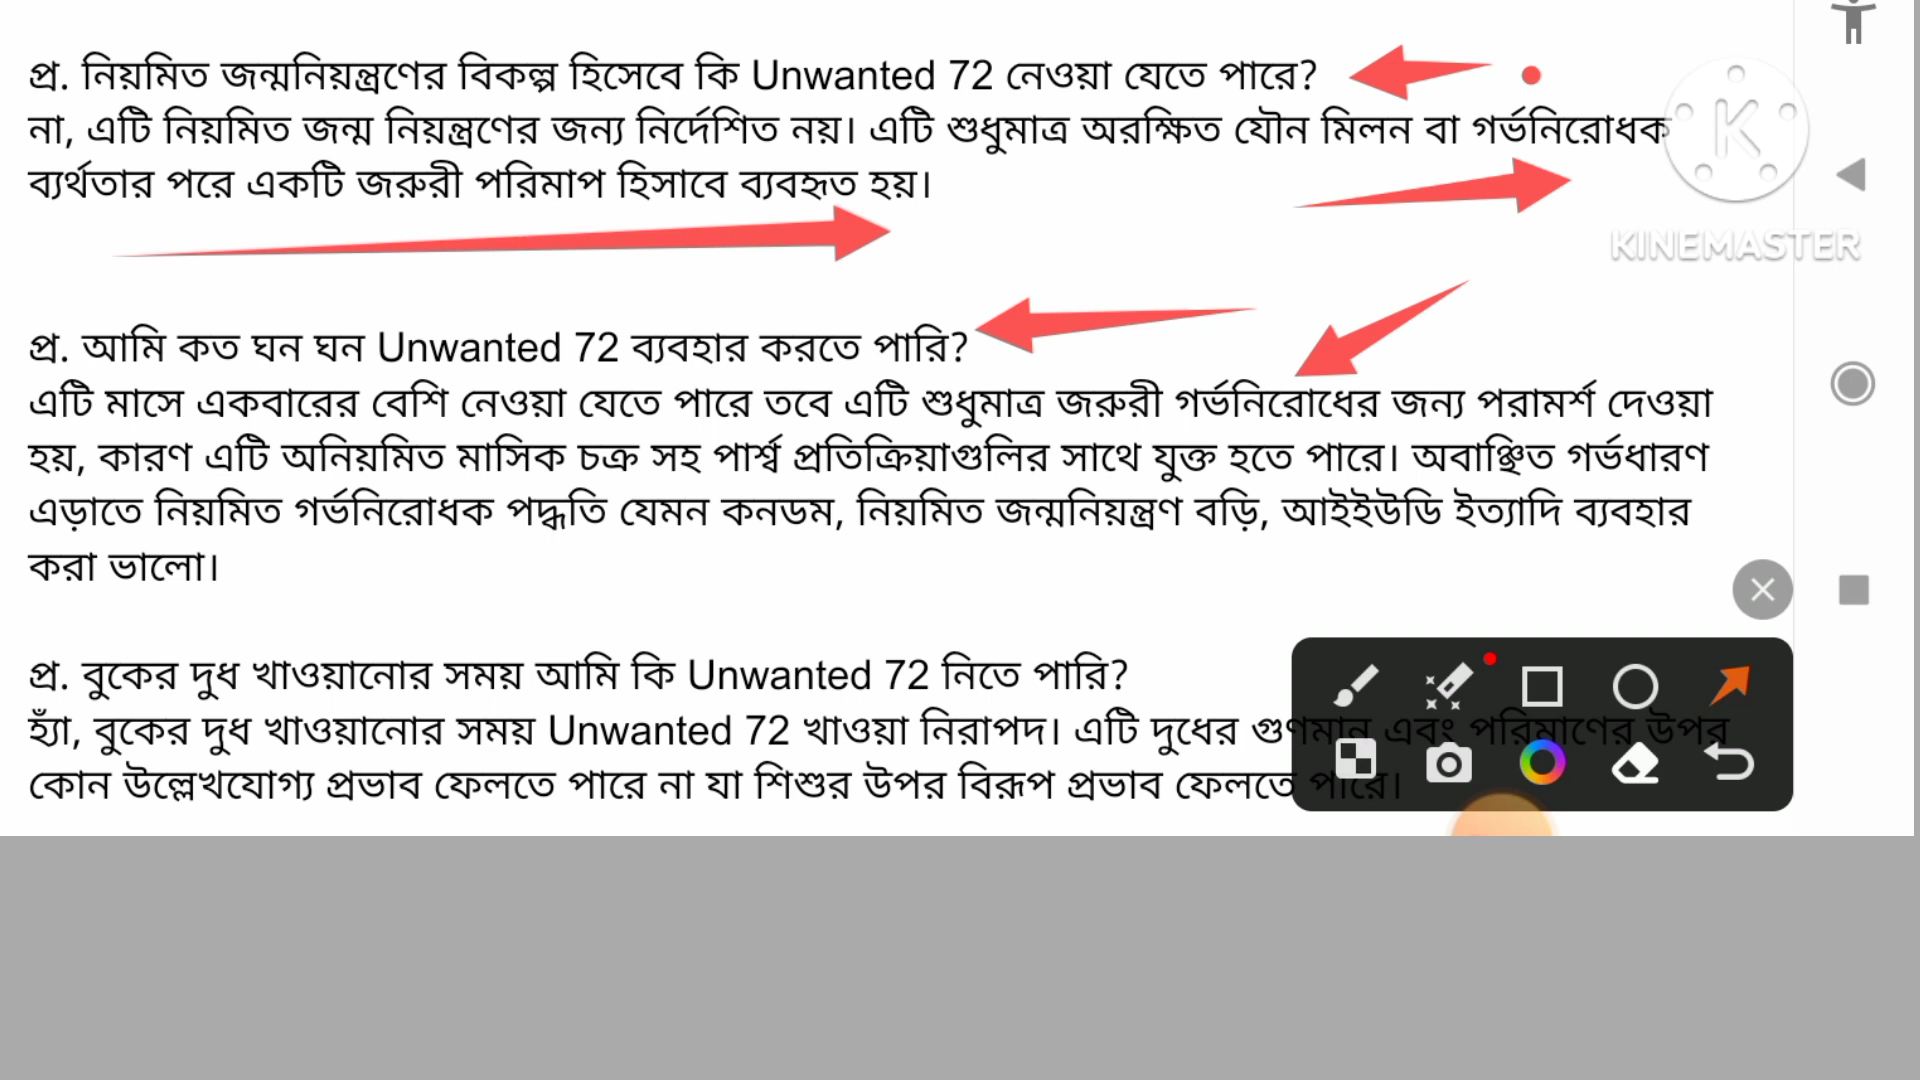 প্র. নিয়মিত জন্মনিয়ন্ত্রণের বিকল্প হিসেবে কি Unwanted 72 নেওয়া যেতে পারে?
না, এটি নিয়মিত জন্ম নিয়ন্ত্রণের জন্য নির্দেশিত নয়। এটি শুধুমাত্র অরক্ষিত যৌন মিলন বা গর্ভনিরোধক
ব্যর্থতার পরে একটি জরুরী পরিমাপ হিসাবে ব্যবহৃত হয়।
K
KINEMASTER
প্র. আমি কত ঘন ঘন Unwanted 72 ব্যবহার করতে পারি?
এটি মাসে একবারের বেশি নেওয়া যেতে পারে তবে এটি শুধুমাত্র জরুরী গর্ভনিরোধের জন্য পরামর্শ দেওয়া
হয়, কারণ এটি অনিয়মিত মাসিক চক্র সহ পার্শ্ব প্রতিক্রিয়াগুলির সাথে যুক্ত হতে পারে। অবাঞ্ছিত গর্ভধারণ
এড়াতে নিয়মিত গর্ভনিরোধক পদ্ধতি যেমন কনডম, নিয়মিত জন্মনিয়ন্ত্রণ বড়ি, আইইউডি ইত্যাদি ব্যবহার
করা ভালো।
প্র. বুকের দুধ খাওয়ানোর সময় আমি কি Unwanted 72 নিতে পারি?
হ্যাঁ, বুকের দুধ খাওয়ানোর সময় Unwanted 72 খাওয়া নিরাপদ। এটি দুধের গুণমান এবং পরিমাণের উপর
কোন উল্লেখযোগ্য প্রভাব ফেলতে পারে না যা শিশুর উপর বিরূপ প্রভাব ফেলতে পারে।